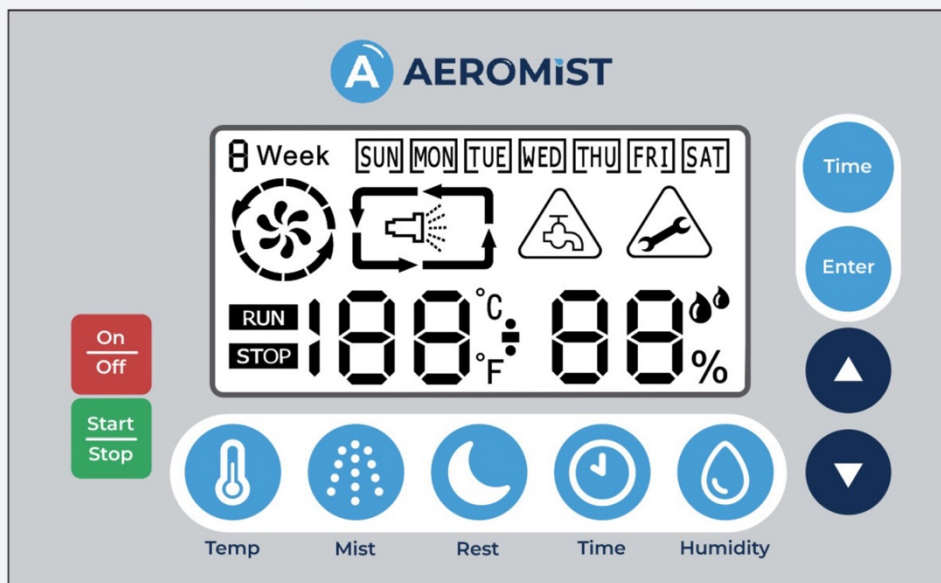 AEROMiST
8 Week SUN MON TUE WED THU FRI SAT
RUN
STOP
188 °C °F : 88 %
Time
Enter
On
Off
Start
Stop
Temp Mist Rest Time Humidity